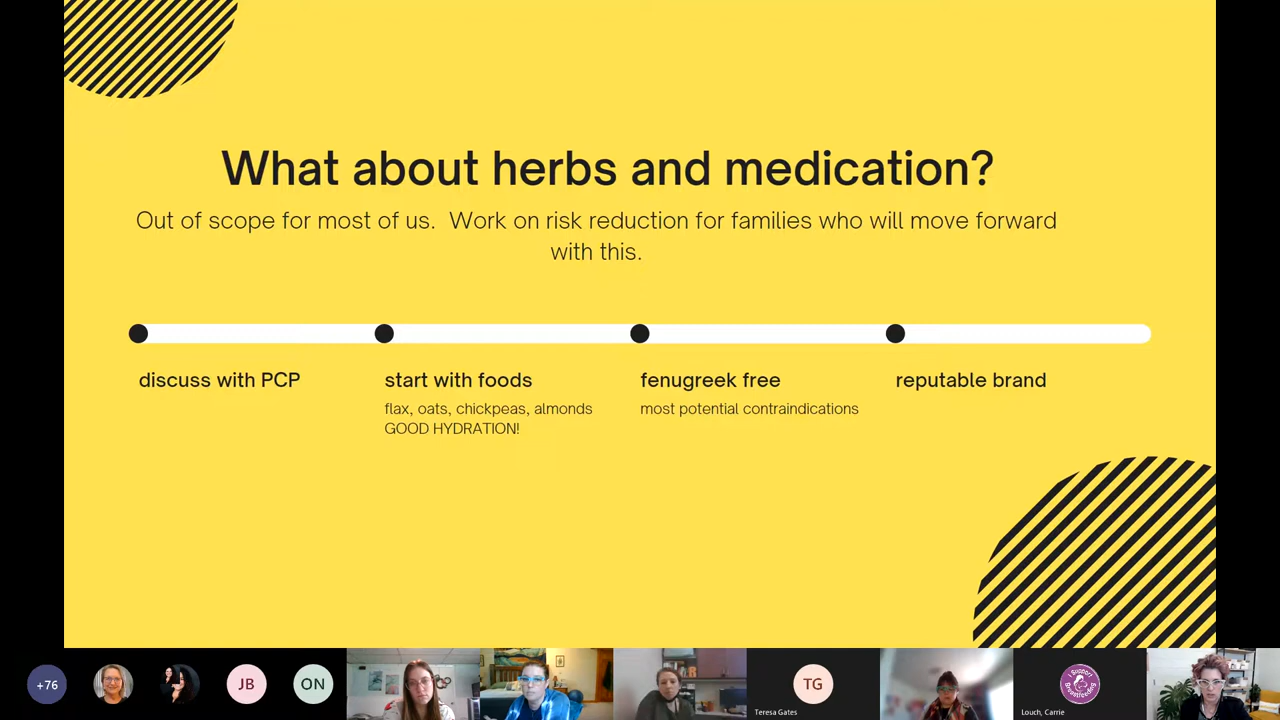 What about herbs and medication?
Out of scope for most of us.  Work on risk reduction for families who will move forward
with this.
discuss with PCP
start with foods
flax, oats, chickpeas, almonds
GOOD HYDRATION!
fenugreek free
most potential contraindications
reputable brand
+76
JB
ON
TG
Teresa Gates
I Support
Breastfeeding
Louch, Carrie